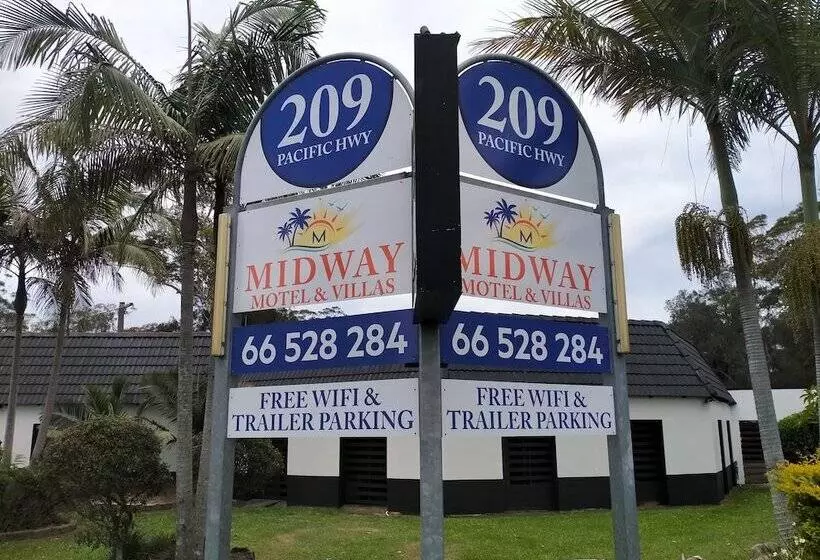 209
PACIFIC HWY
M
MIDWAY
MOTEL & VILLAS
66 528 284
FREE WIFI &
TRAILER PARKING
209
PACIFIC HWY
M
MIDWAY
MOTEL & VILLAS
66 528 284
FREE WIFI &
TRAILER PARKING